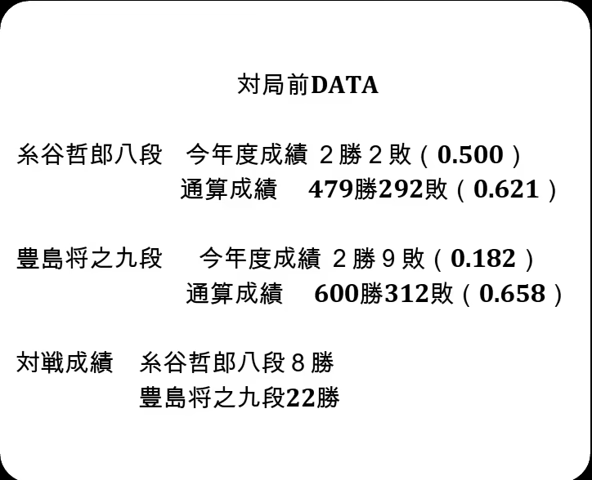 対局前DATA
糸谷哲郎八段　今年度成績 ２勝２敗（0.500）
通算成績　479勝292敗（0.621）
豊島将之九段　今年度成績 ２勝９敗（0.182）
通算成績　600勝312敗（0.658）
対戦成績　糸谷哲郎八段８勝
豊島将之九段22勝